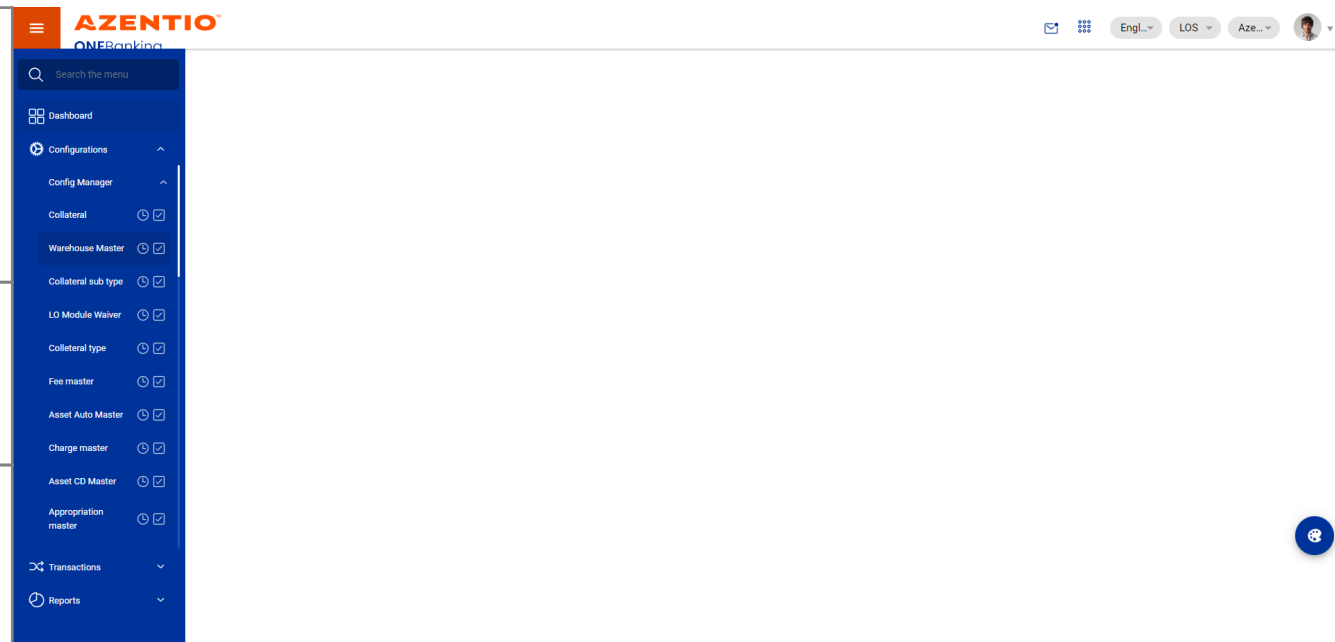 AZENTIO™
ONEBanking
Engl...
LOS
Aze...
Search the menu
Dashboard
Configurations
Config Manager
Collateral
Warehouse Master
Collateral sub type
LO Module Waiver
Colleteral type
Fee master
Asset Auto Master
Charge master
Asset CD Master
Appropriation
master
Transactions
Reports